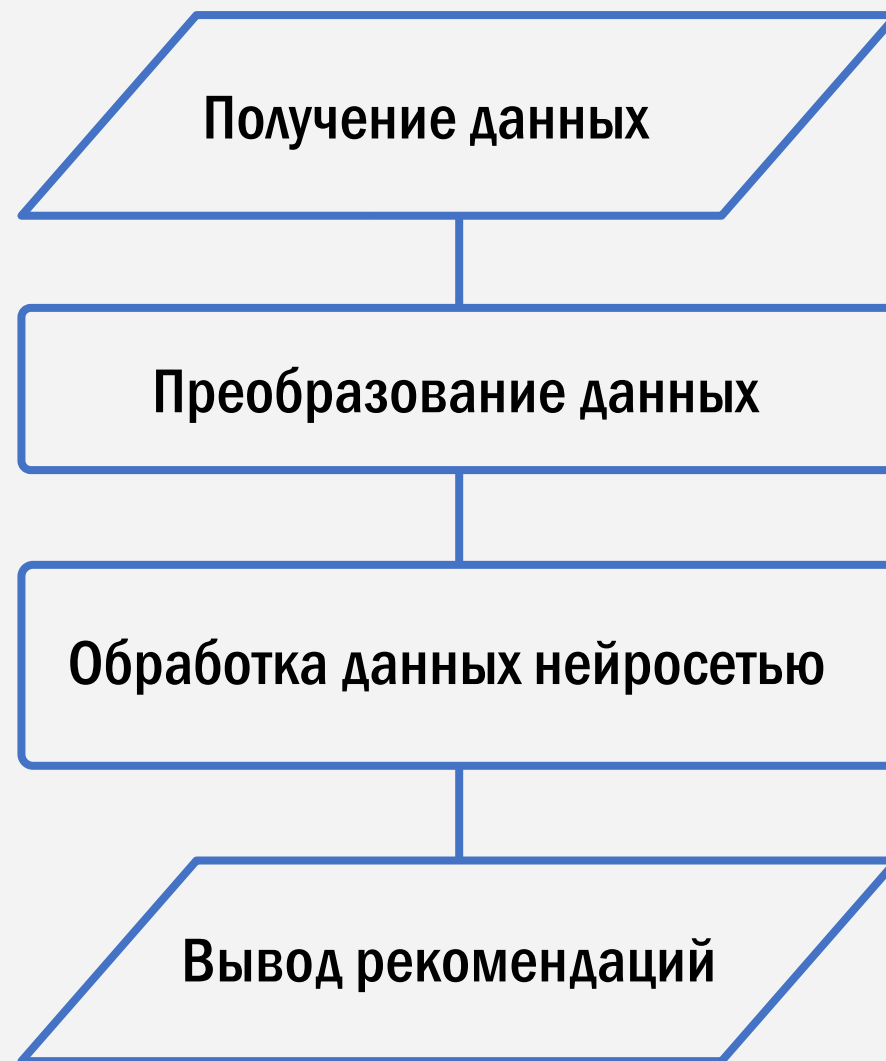 Получение данных
Преобразование данных
Обработка данных нейросетью
Вывод рекомендаций